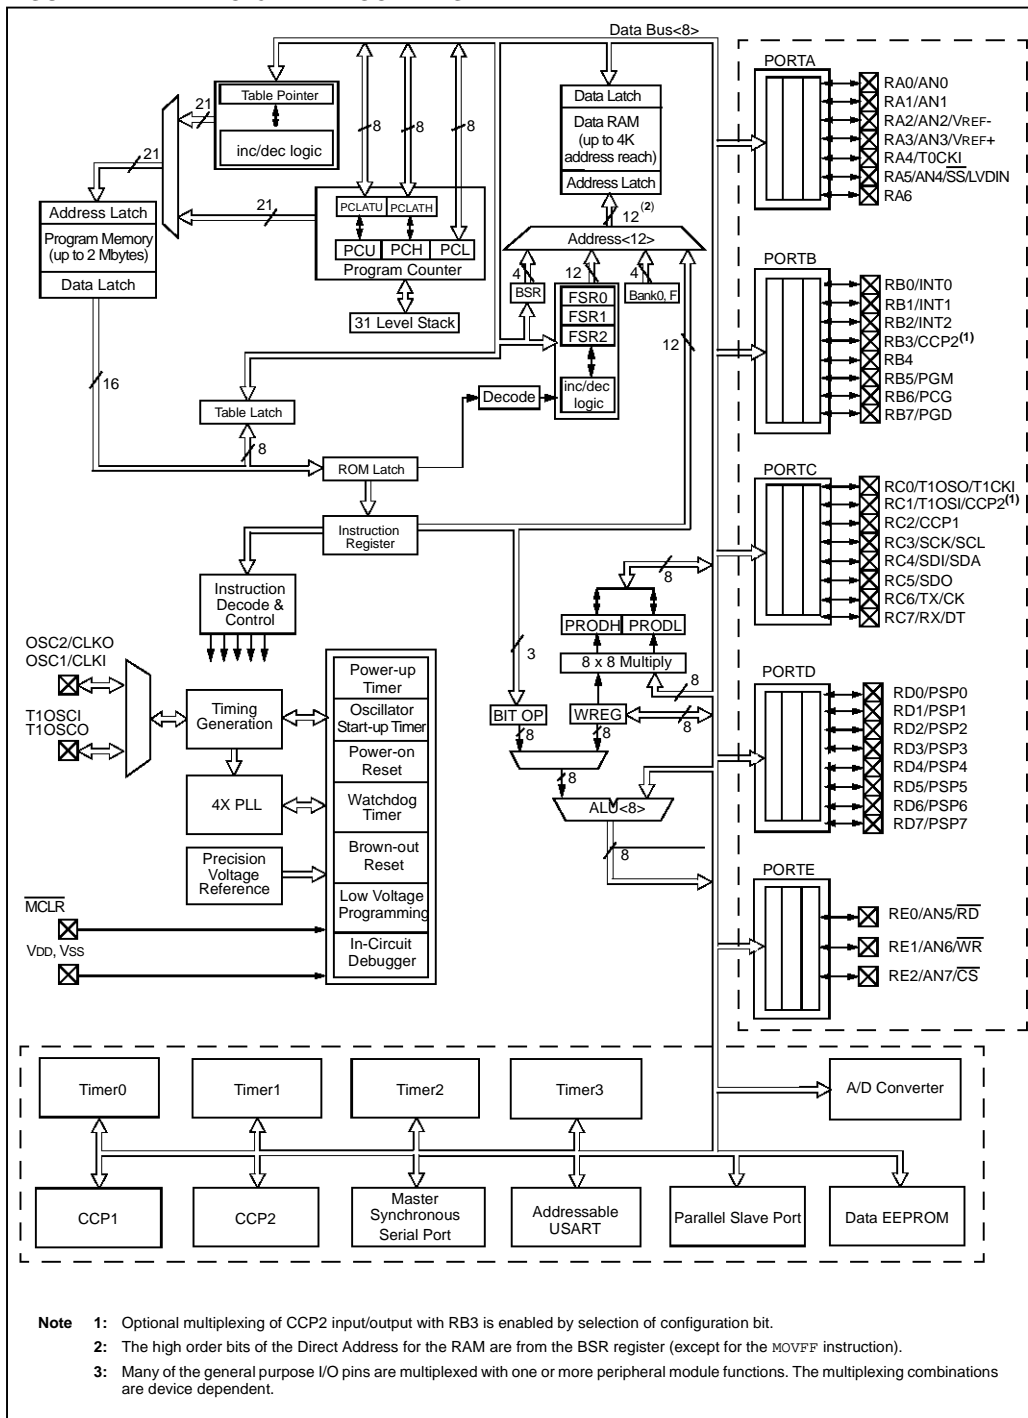 Data Bus<8>
Table Pointer
inc/dec logic
21
21
21
8
8
8
Address Latch
Program Memory
(up to 2 Mbytes)
Data Latch
PCLATU
PCLATH
PCU
PCH
PCL
Program Counter
31 Level Stack
Data Latch
Data RAM
(up to 4K
address reach)
Address Latch
12(2)
Address<12>
4
12
4
BSR
FSR0
FSR1
FSR2
inc/dec
logic
Bank0, F
12
16
Table Latch
8
Decode
ROM Latch
Instruction
Register
Instruction
Decode &
Control
8
PRODH
PRODL
3
8 x 8 Multiply
8
BIT OP
WREG
8
8
8
8
ALU<8>
8
OSC2/CLKO
OSC1/CLKI
T1OSCI
T1OSCO
Timing
Generation
4X PLL
Precision
Voltage
Reference
MCLR
VDD, VSS
Power-up
Timer
Oscillator
Start-up Timer
Power-on
Reset
Watchdog
Timer
Brown-out
Reset
Low Voltage
Programming
In-Circuit
Debugger
PORTA
RA0/AN0
RA1/AN1
RA2/AN2/VREF-
RA3/AN3/VREF+
RA4/T0CKI
RA5/AN4/SS/LVDIN
RA6
PORTB
RB0/INT0
RB1/INT1
RB2/INT2
RB3/CCP2(1)
RB4
RB5/PGM
RB6/PCG
RB7/PGD
PORTC
RC0/T1OSO/T1CKI
RC1/T1OSI/CCP2(1)
RC2/CCP1
RC3/SCK/SCL
RC4/SDI/SDA
RC5/SDO
RC6/TX/CK
RC7/RX/DT
PORTD
RD0/PSP0
RD1/PSP1
RD2/PSP2
RD3/PSP3
RD4/PSP4
RD5/PSP5
RD6/PSP6
RD7/PSP7
PORTE
RE0/AN5/RD
RE1/AN6/WR
RE2/AN7/CS
Timer0
Timer1
Timer2
Timer3
A/D Converter
CCP1
CCP2
Master
Synchronous
Serial Port
Addressable
USART
Parallel Slave Port
Data EEPROM
Note 1: Optional multiplexing of CCP2 input/output with RB3 is enabled by selection of configuration bit.
2: The high order bits of the Direct Address for the RAM are from the BSR register (except for the MOVFF instruction).
3: Many of the general purpose I/O pins are multiplexed with one or more peripheral module functions. The multiplexing combinations
are device dependent.